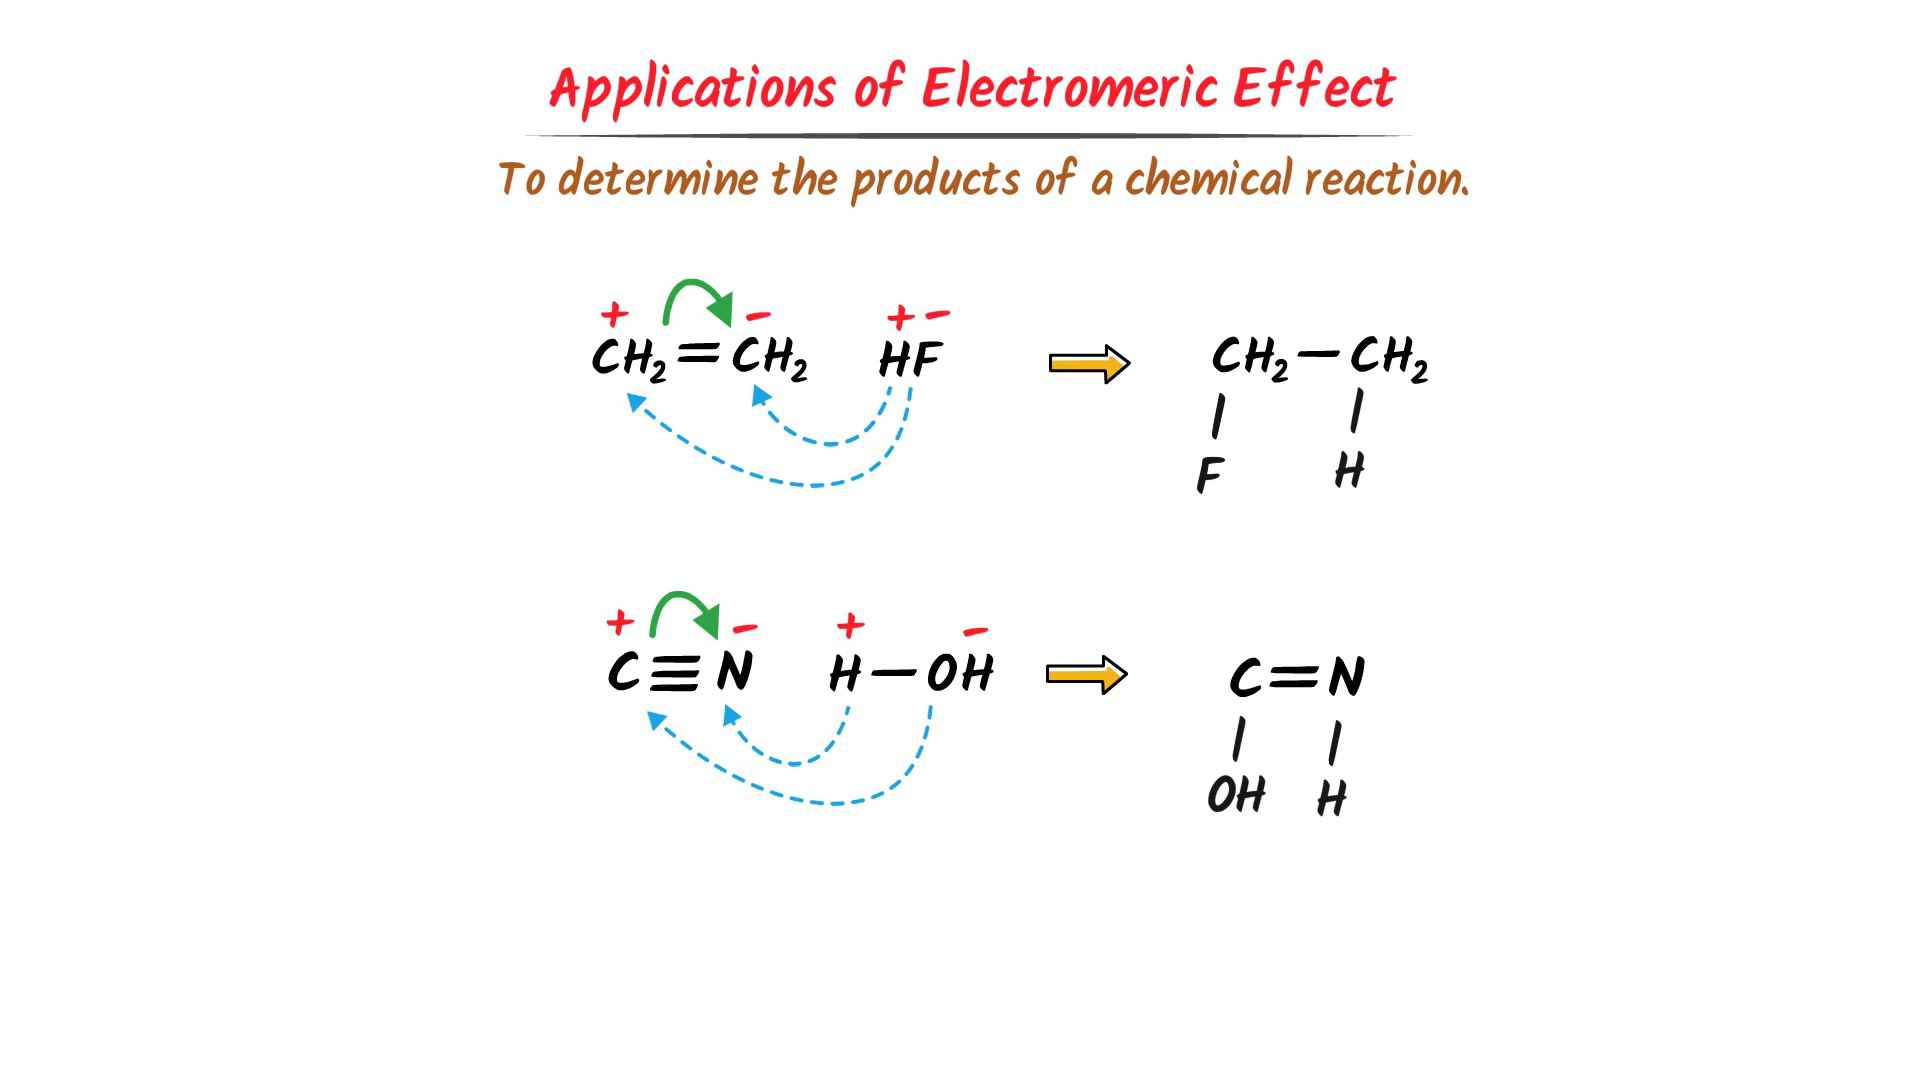 Applications of Electromeric Effect
To determine the products of a chemical reaction.
+ - + -
CH₂=CH₂ HF CH₂-CH₂
F H
+ - + -
C≡N H-OH C=N
OH H